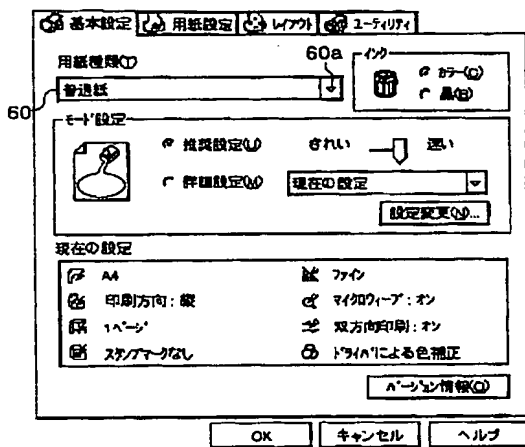 基本設定 用紙設定 レイアウト ユーティリティ
用紙種類(T) 60a インク
60 普通紙 カラー(C)
黒(B)
モード設定
推奨設定(U) きれい 速い
詳細設定(M) 現在の設定
設定変更(N)...
現在の設定
A4 ファイン
印刷方向:縦 マイクロウィーブ:オン
1ページ 双方向印刷:オン
スタンプマークなし ドライバによる色補正
バージョン情報(O)
OK キャンセル ヘルプ